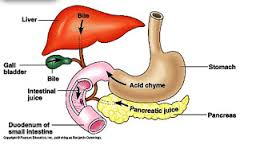 Liver
Bile
Gall
bladder
Bile
Stomach
Intestinal
juice
Acid chyme
Pancreatic juice
Pancreas
Duodenum of
small intestine